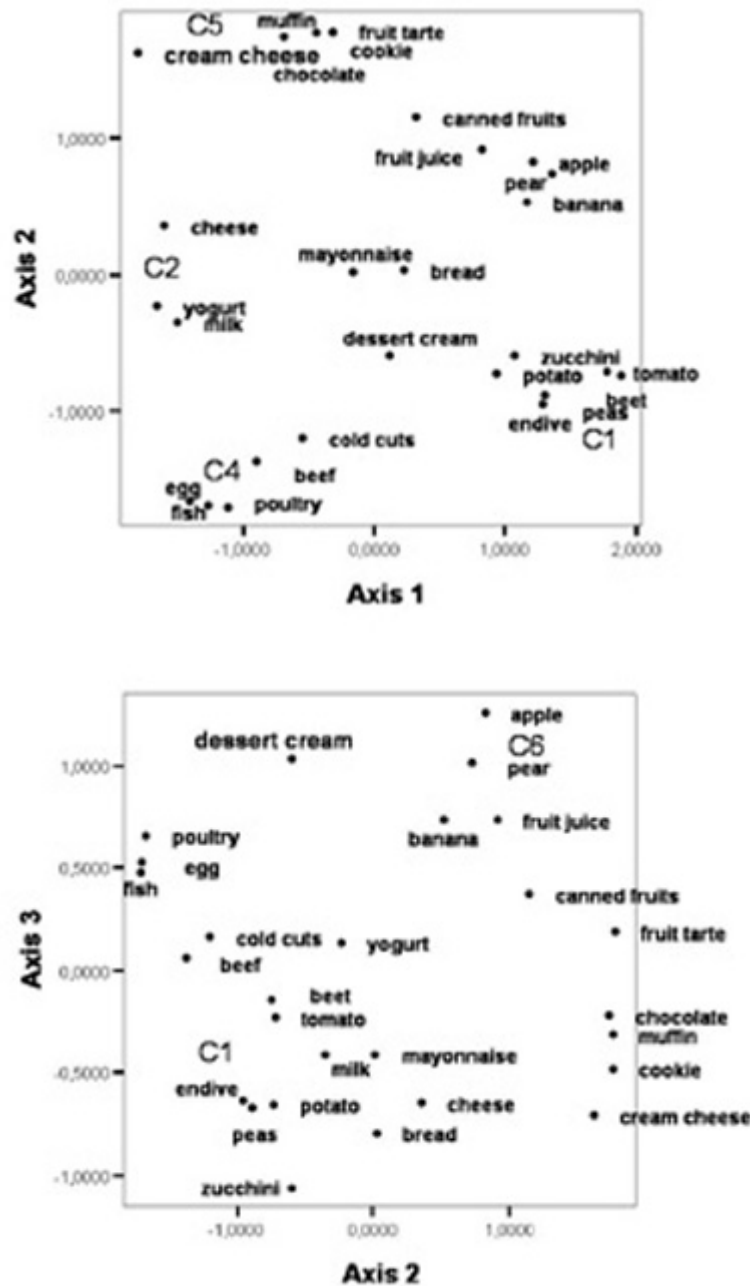 C5 muffin fruit tarte
cream cheese cookie
chocolate
canned fruits
1,0000
fruit juice apple
pear
banana
cheese
Axis 2
mayonnaise
C2 bread
0,0000
yogurt
milk
dessert cream
zucchini
potato tomato
beet
-1,0000 peas
endive
C1
cold cuts
C4 beef
egg
fish poultry
-1,0000 0,0000 1,0000 2,0000
Axis 1
apple
dessert cream C6
1,0000 pear
poultry banana fruit juice
0,5000 egg
fish canned fruits
Axis 3
cold cuts yogurt fruit tarte
0,0000 beef
beet chocolate
tomato muffin
C1 milk mayonnaise
-0,5000 cookie
endive potato cheese
peas bread cream cheese
-1,0000
zucchini
-1,0000 0,0000 1,0000
Axis 2